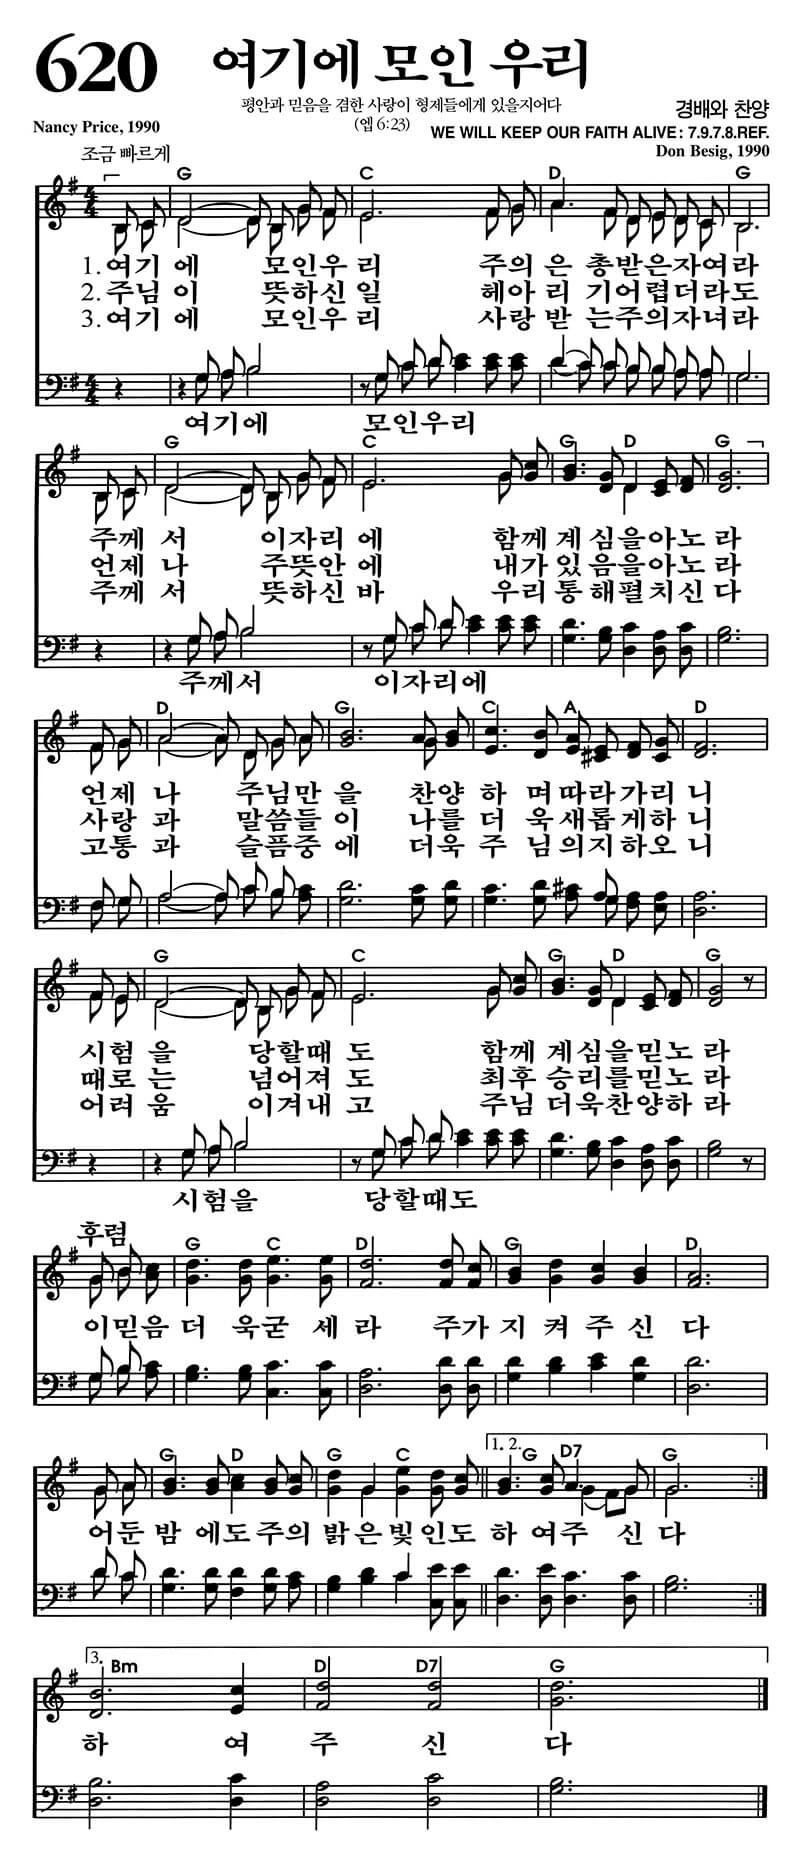 620 여기에 모인 우리
평안과 믿음을 겸한 사랑이 형제들에게 있을지어다
(엡 6:23)
경배와 찬양
Nancy Price, 1990
WE WILL KEEP OUR FAITH ALIVE: 7.9.7.8.REF.
조금 빠르게
Don Besig, 1990
G C D G
1. 여기에 모인우리 주의 은 총받은자여라
2. 주님이 뜻하신일 헤아리기어렵더라도
3. 여기에 모인우리 사랑받는주의자녀라
여기에 모인우리
G C G D G
주께서 이자리에 함께계심을아노라
언제나 주뜻안에 내가있음을아노라
주께서 뜻하신바 우리통해펼치신다
주께서 이자리에
D G C A D
언제나 주님만을 찬양하며따라가리니
사랑과 말씀들이 나를더욱새롭게하니
고통과 슬픔중에 더욱주님의지하오니
G C G D G
시험을 당할때도 함께계심을믿노라
때로는 넘어져도 최후승리를믿노라
어려움 이겨내고 주님더욱찬양하라
시험을 당할때도
후렴
G C D G D
이믿음 더욱굳세라 주가지켜주신다
1. 2.
G D G C G D7 G
어둔밤에도주의 밝은빛인도하여주신다
3.
Bm D D7 G
하여주신다